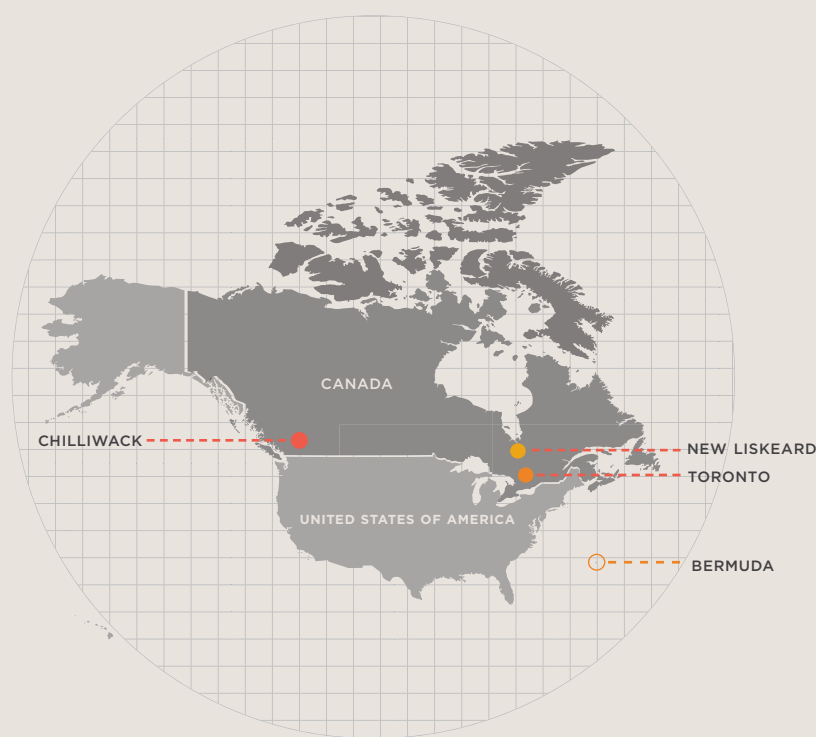 CANADA
CHILLIWACK
NEW LISKEARD
TORONTO
UNITED STATES OF AMERICA
BERMUDA